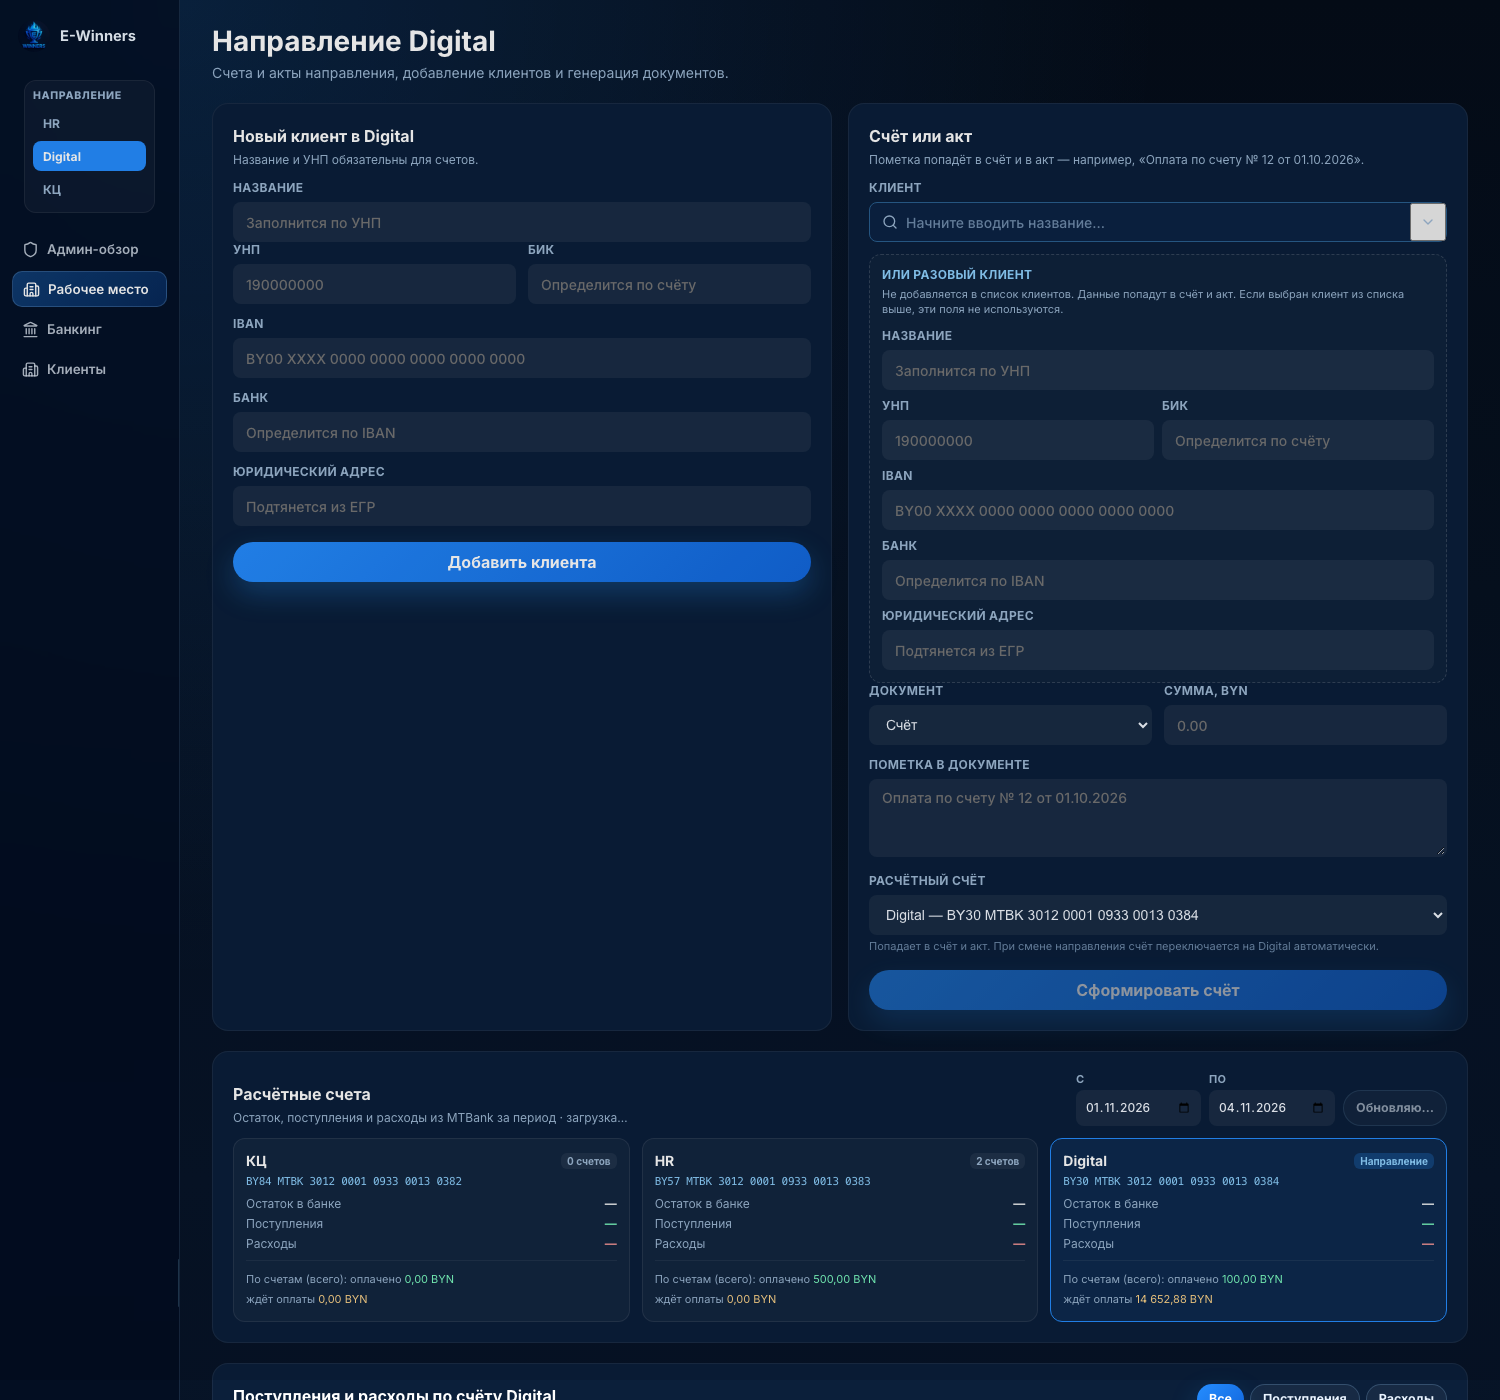 E-Winners
НАПРАВЛЕНИЕ
HR
Digital
КЦ
Админ-обзор
Рабочее место
Банкинг
Клиенты
Направление Digital
Счета и акты направления, добавление клиентов и генерация документов.
Новый клиент в Digital
Название и УНП обязательны для счетов.
НАЗВАНИЕ
Заполнится по УНП
УНП
БИК
190000000
Определится по счёту
IBAN
BY00 XXXX 0000 0000 0000 0000 0000
БАНК
Определится по IBAN
ЮРИДИЧЕСКИЙ АДРЕС
Подтянется из ЕГР
Добавить клиента
Счёт или акт
Пометка попадёт в счёт и в акт — например, «Оплата по счету № 12 от 01.10.2026».
КЛИЕНТ
Начните вводить название...
ИЛИ РАЗОВЫЙ КЛИЕНТ
Не добавляется в список клиентов. Данные попадут в счёт и акт. Если выбран клиент из списка
выше, эти поля не используются.
НАЗВАНИЕ
Заполнится по УНП
УНП
БИК
190000000
Определится по счёту
IBAN
BY00 XXXX 0000 0000 0000 0000 0000
БАНК
Определится по IBAN
ЮРИДИЧЕСКИЙ АДРЕС
Подтянется из ЕГР
ДОКУМЕНТ
СУММА, BYN
Счёт
0.00
ПОМЕТКА В ДОКУМЕНТЕ
Оплата по счету № 12 от 01.10.2026
РАСЧЁТНЫЙ СЧЁТ
Digital — BY30 MTBK 3012 0001 0933 0013 0384
Попадает в счёт и акт. При смене направления счёт переключается на Digital автоматически.
Сформировать счёт
Расчётные счета
Остаток, поступления и расходы из MTBank за период · загрузка...
С
ПО
01.11.2026
04.11.2026
Обновляю...
КЦ
0 счетов
BY84 MTBK 3012 0001 0933 0013 0382
Остаток в банке —
Поступления —
Расходы —
По счетам (всего): оплачено 0,00 BYN
ждёт оплаты 0,00 BYN
HR
2 счетов
BY57 MTBK 3012 0001 0933 0013 0383
Остаток в банке —
Поступления —
Расходы —
По счетам (всего): оплачено 500,00 BYN
ждёт оплаты 0,00 BYN
Digital
Направление
BY30 MTBK 3012 0001 0933 0013 0384
Остаток в банке —
Поступления —
Расходы —
По счетам (всего): оплачено 100,00 BYN
ждёт оплаты 14 652,88 BYN
Поступления и расходы по счёту Digital
Все
Поступления
Расходы